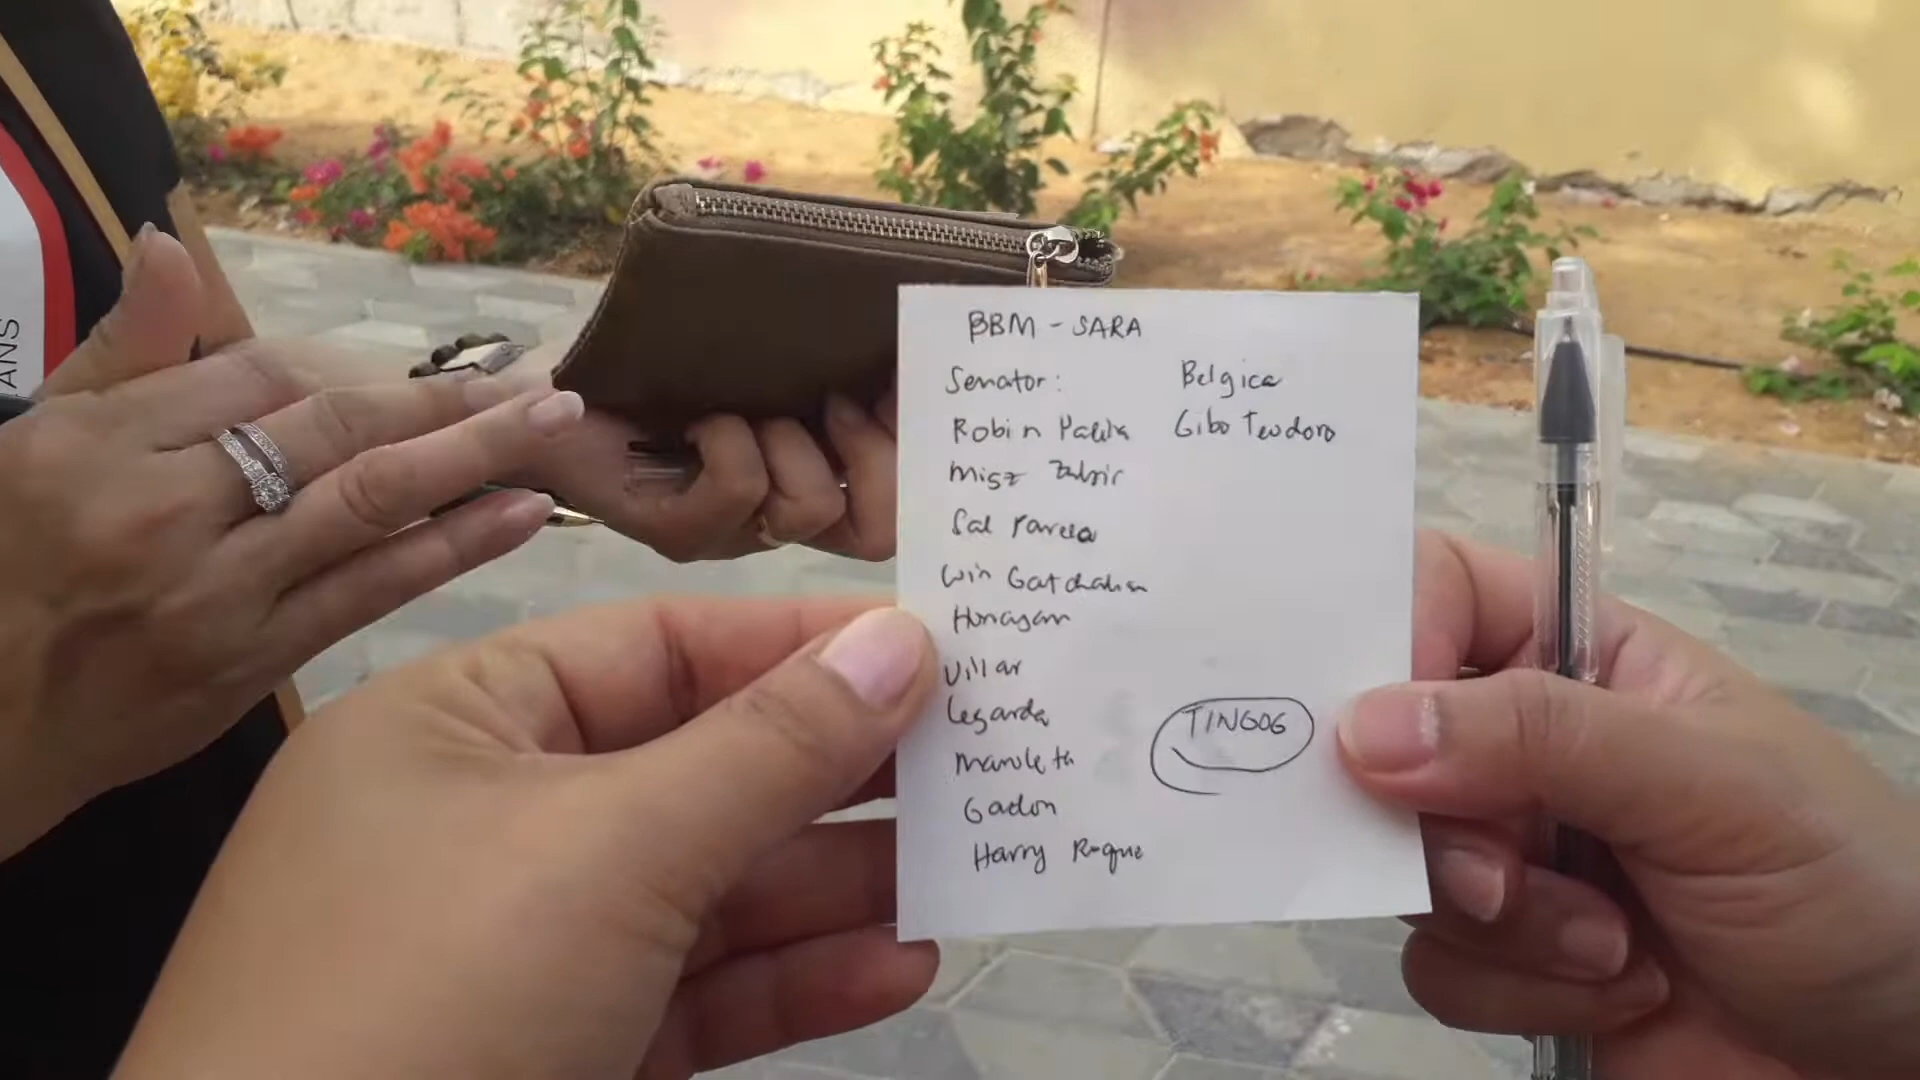 BBM - SARA
Senator:
Robin Padilla
Migz Zubiri
Sal Panelo
Win Gatchalian
Honasan
Villar
Legarda
Marcoleta
Gadon
Harry Roque
Belgica
Gibo Teodoro
TINGOG
ANS